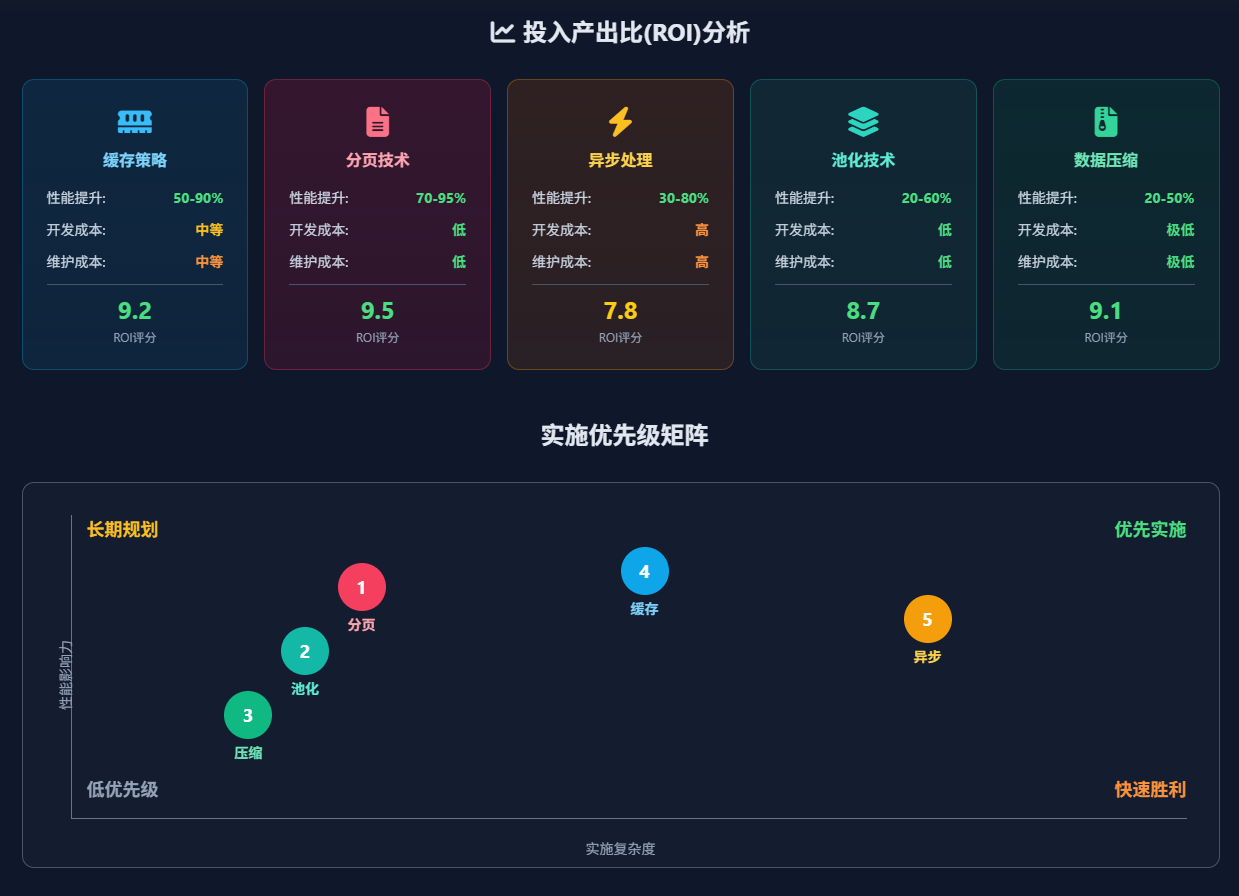 投入产出比(ROI)分析
缓存策略
性能提升: 50-90%
开发成本: 中等
维护成本: 中等
9.2
ROI评分
分页技术
性能提升: 70-95%
开发成本: 低
维护成本: 低
9.5
ROI评分
异步处理
性能提升: 30-80%
开发成本: 高
维护成本: 高
7.8
ROI评分
池化技术
性能提升: 20-60%
开发成本: 低
维护成本: 低
8.7
ROI评分
数据压缩
性能提升: 20-50%
开发成本: 极低
维护成本: 极低
9.1
ROI评分
实施优先级矩阵
长期规划
优先实施
4
缓存
1
分页
5
异步
2
池化
3
压缩
性能影响力
低优先级
快速胜利
实施复杂度